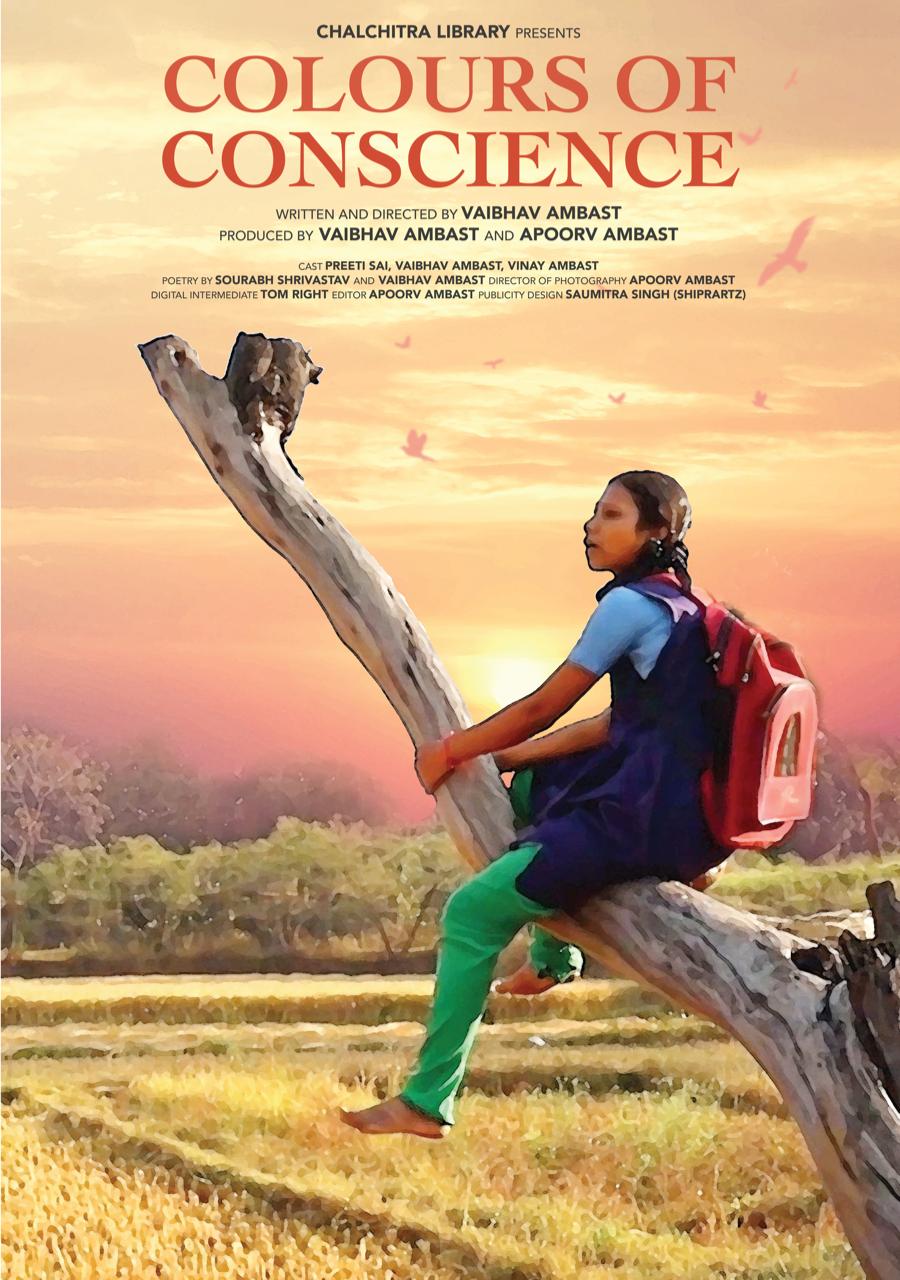 CHALCHITRA LIBRARY PRESENTS
COLOURS OF
CONSCIENCE
WRITTEN AND DIRECTED BY VAIBHAV AMBAST
PRODUCED BY VAIBHAV AMBAST AND APOORV AMBAST
CAST PREETI SAI, VAIBHAV AMBAST, VINAY AMBAST
POETRY BY SOURABH SHRIVASTAV AND VAIBHAV AMBAST DIRECTOR OF PHOTOGRAPHY APOORV AMBAST
DIGITAL INTERMEDIATE TOM RIGHT EDITOR APOORV AMBAST PUBLICITY DESIGN SAUMITRA SINGH (SHIPRARTZ)